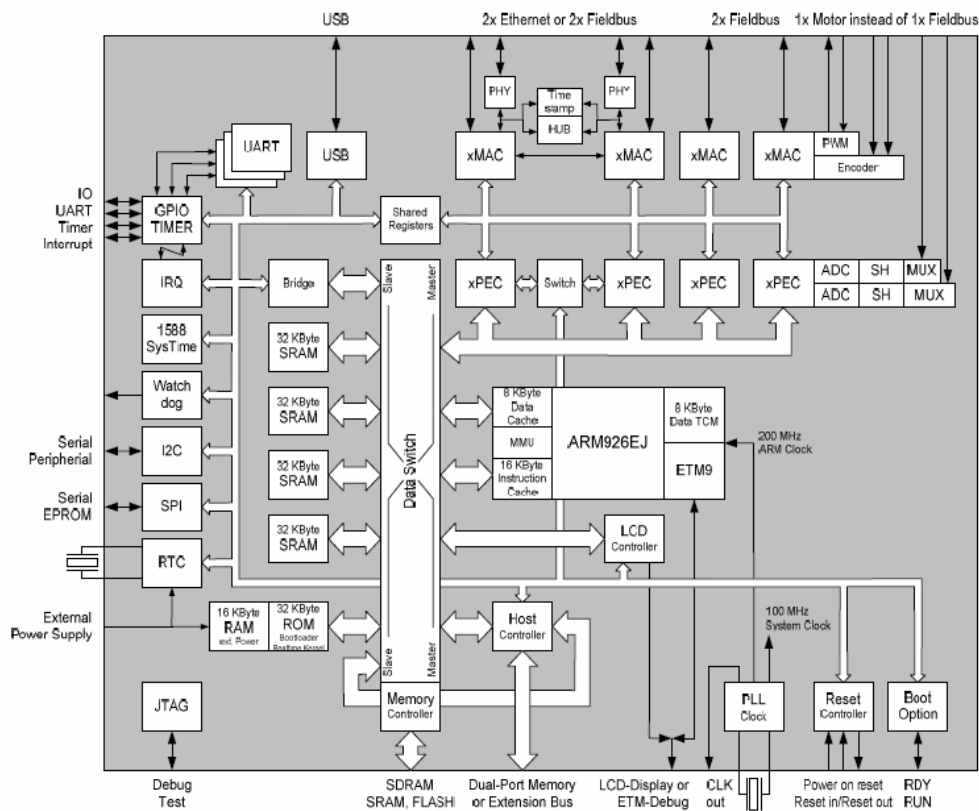 USB
2x Ethernet or 2x Fieldbus
2x Fieldbus
1x Motor instead of 1x Fieldbus
PHY
Time stamp
HUB
PHY
UART
USB
xMAC
xMAC
xMAC
xMAC
PWM
Encoder
IO
UART
Timer
Interrupt
GPIO
TIMER
Shared
Registers
IRQ
Bridge
Slave
Master
xPEC
Switch
xPEC
xPEC
xPEC
ADC
SH
MUX
ADC
SH
MUX
1588
SysTime
32 KByte
SRAM
Watch
dog
32 KByte
SRAM
8 KByte
Data
Cache
MMU
16 KByte
Instruction
Cache
ARM926EJ
8 KByte
Data TCM
ETM9
200 MHz
ARM Clock
Data Switch
Serial
Peripherial
I2C
32 KByte
SRAM
Serial
EPROM
SPI
32 KByte
SRAM
LCD
Controller
RTC
External
Power Supply
16 KByte
RAM
ext. Power
32 KByte
ROM
Bootloader
Realtime Kernel
Host
Controller
100 MHz
System Clock
Slave
Master
JTAG
Memory
Controller
PLL
Clock
Reset
Controller
Boot
Option
Debug
Test
SDRAM
SRAM, FLASH
Dual-Port Memory
or Extension Bus
LCD-Display or
ETM-Debug
CLK
out
Power on reset
Reset in/Reset out
RDY
RUN